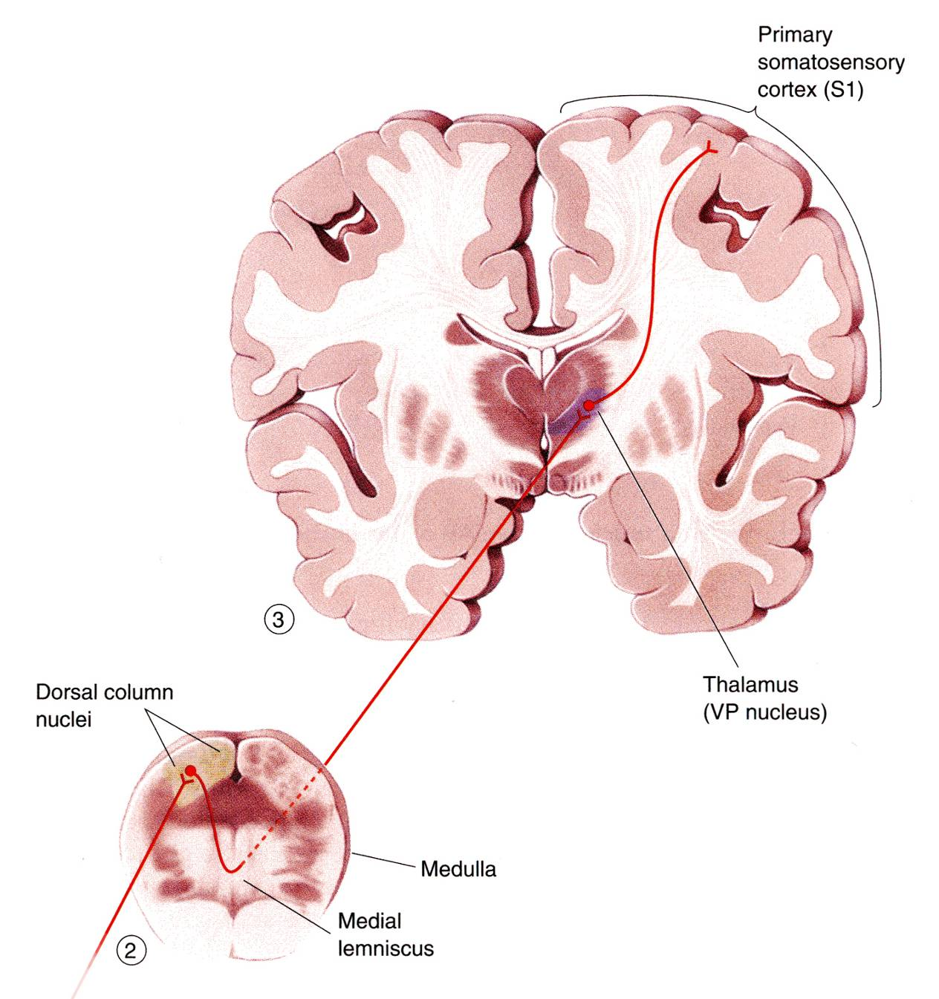 Primary
somatosensory
cortex (S1)
3
Dorsal column
nuclei
Thalamus
(VP nucleus)
Medulla
Medial
lemniscus
2